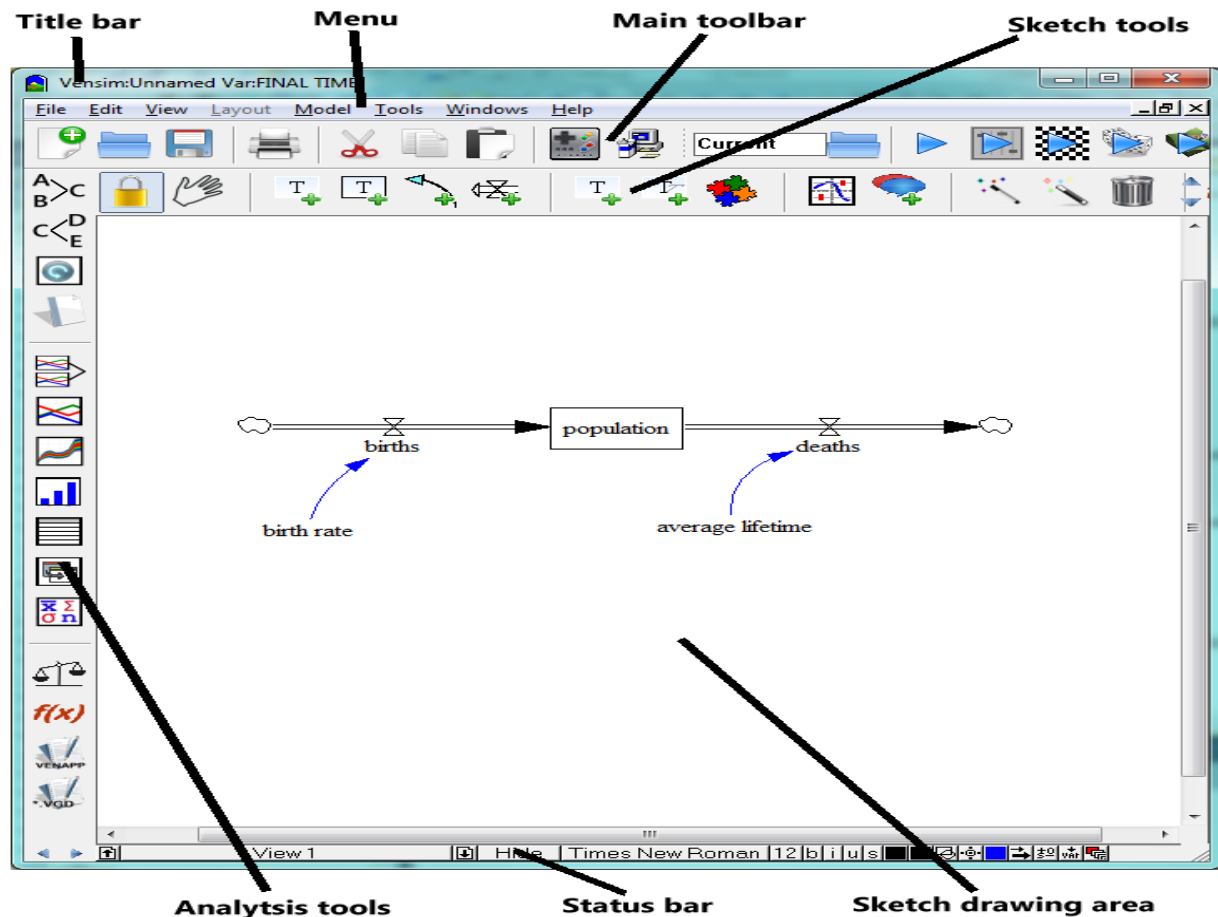 Title bar
Menu
Main toolbar
Sketch tools
Vensim:Unnamed Var:FINAL TIME
File Edit View Layout Model Tools Windows Help
Current
A
B>C
T T T T
C<D
E
births
population
deaths
birth rate
average lifetime
x Σ
σ n
f(x)
VENAPP
*.VGD
View 1 Hide Times New Roman 12 b i u s
Analytsis tools
Status bar
Sketch drawing area